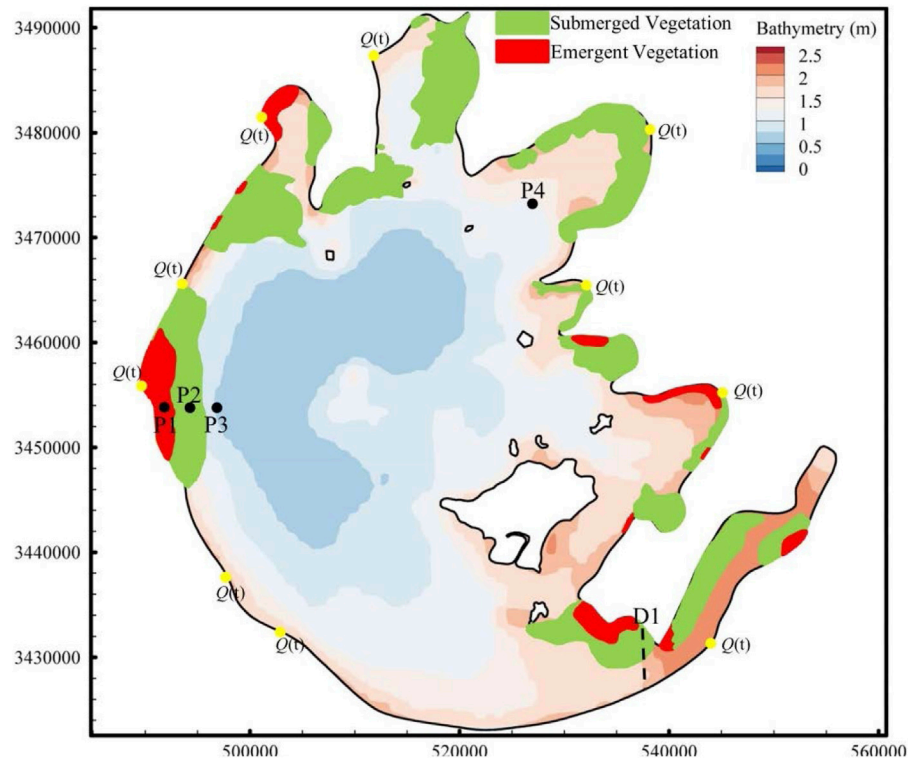 Submerged Vegetation
Emergent Vegetation
Bathymetry (m)
2.5
2
1.5
1
0.5
0
3490000
3480000
3470000
3460000
3450000
3440000
3430000
Q(t)
Q(t)
Q(t)
P4
Q(t)
Q(t)
Q(t)
P2
P1
P3
Q(t)
Q(t)
D1
Q(t)
Q(t)
500000
520000
540000
560000